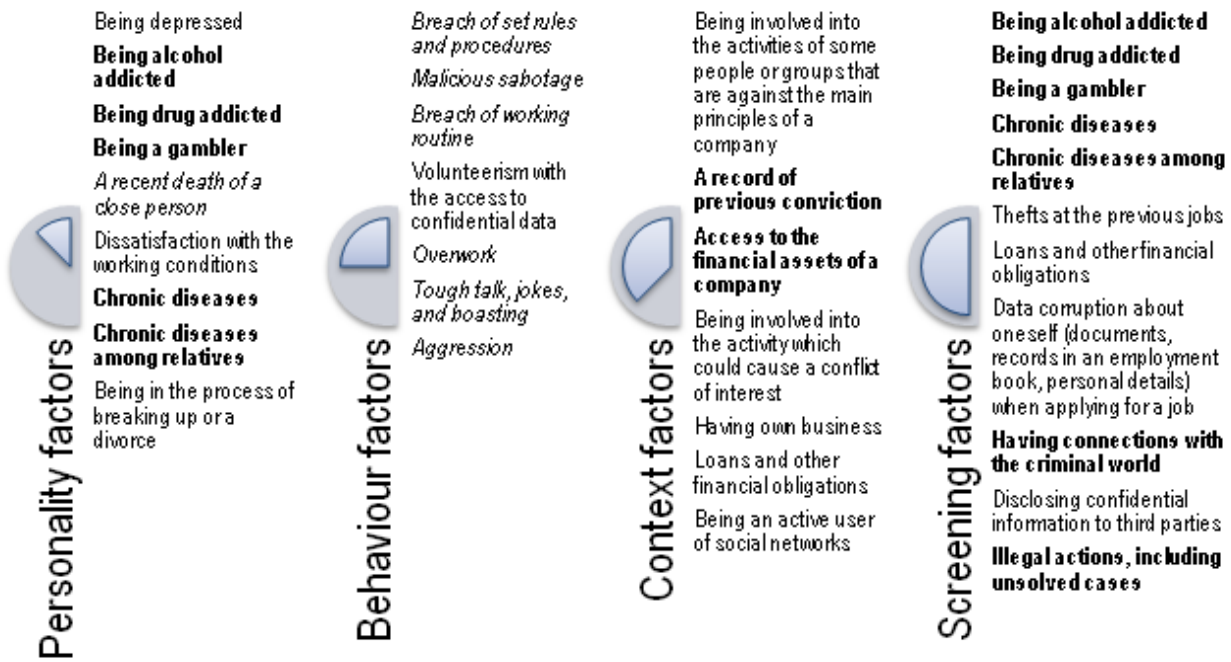 Personality factors
Being depressed
Being alcohol
addicted
Being drug addicted
Being a gambler
A recent death of a
close person
Dissatisfaction with the
working conditions
Chronic diseases
Chronic diseases
among relatives
Being in the process of
breaking up or a
divorce
Behaviour factors
Breach of set rules
and procedures
Malicious sabotage
Breach of working
routine
Volunteerism with
the access to
confidential data
Overwork
Tough talk, jokes,
and boasting
Aggression
Context factors
Being involved into
the activities of some
people or groups that
are against the main
principles of a
company
A record of
previous conviction
Access to the
financial assets of a
company
Being involved into
the activity which
could cause a conflict
of interest
Having own business
Loans and other
financial obligations
Being an active user
of social networks
Screening factors
Being alcohol addicted
Being drug addicted
Being a gambler
Chronic diseases
Chronic diseases among
relatives
Thefts at the previous jobs
Loans and other financial
obligations
Data corruption about
oneself (documents,
records in an employment
book, personal details)
when applying for a job
Having connections with
the criminal world
Disclosing confidential
information to third parties
Illegal actions, including
unsolved cases